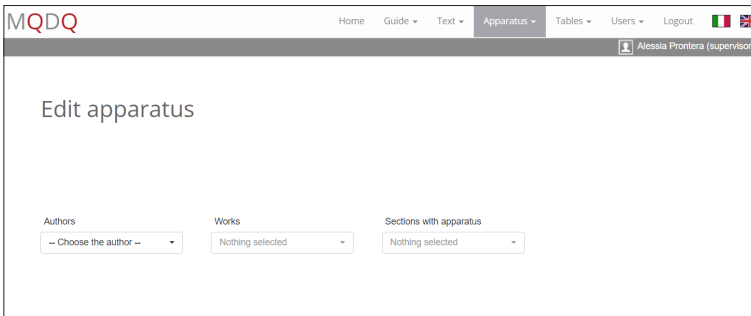 MQDQ Home Guide Text Apparatus Tables Users Logout
Alessia Prontera (supervisor
Edit apparatus
Authors Works Sections with apparatus
-- Choose the author -- Nothing selected Nothing selected